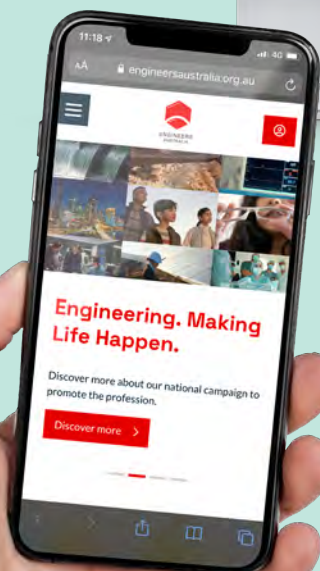 11:18
4G
AA
engineersaustralia.org.au
ENGINEERS
AUSTRALIA
Engineering. Making
Life Happen.
Discover more about our national campaign to
promote the profession.
Discover more